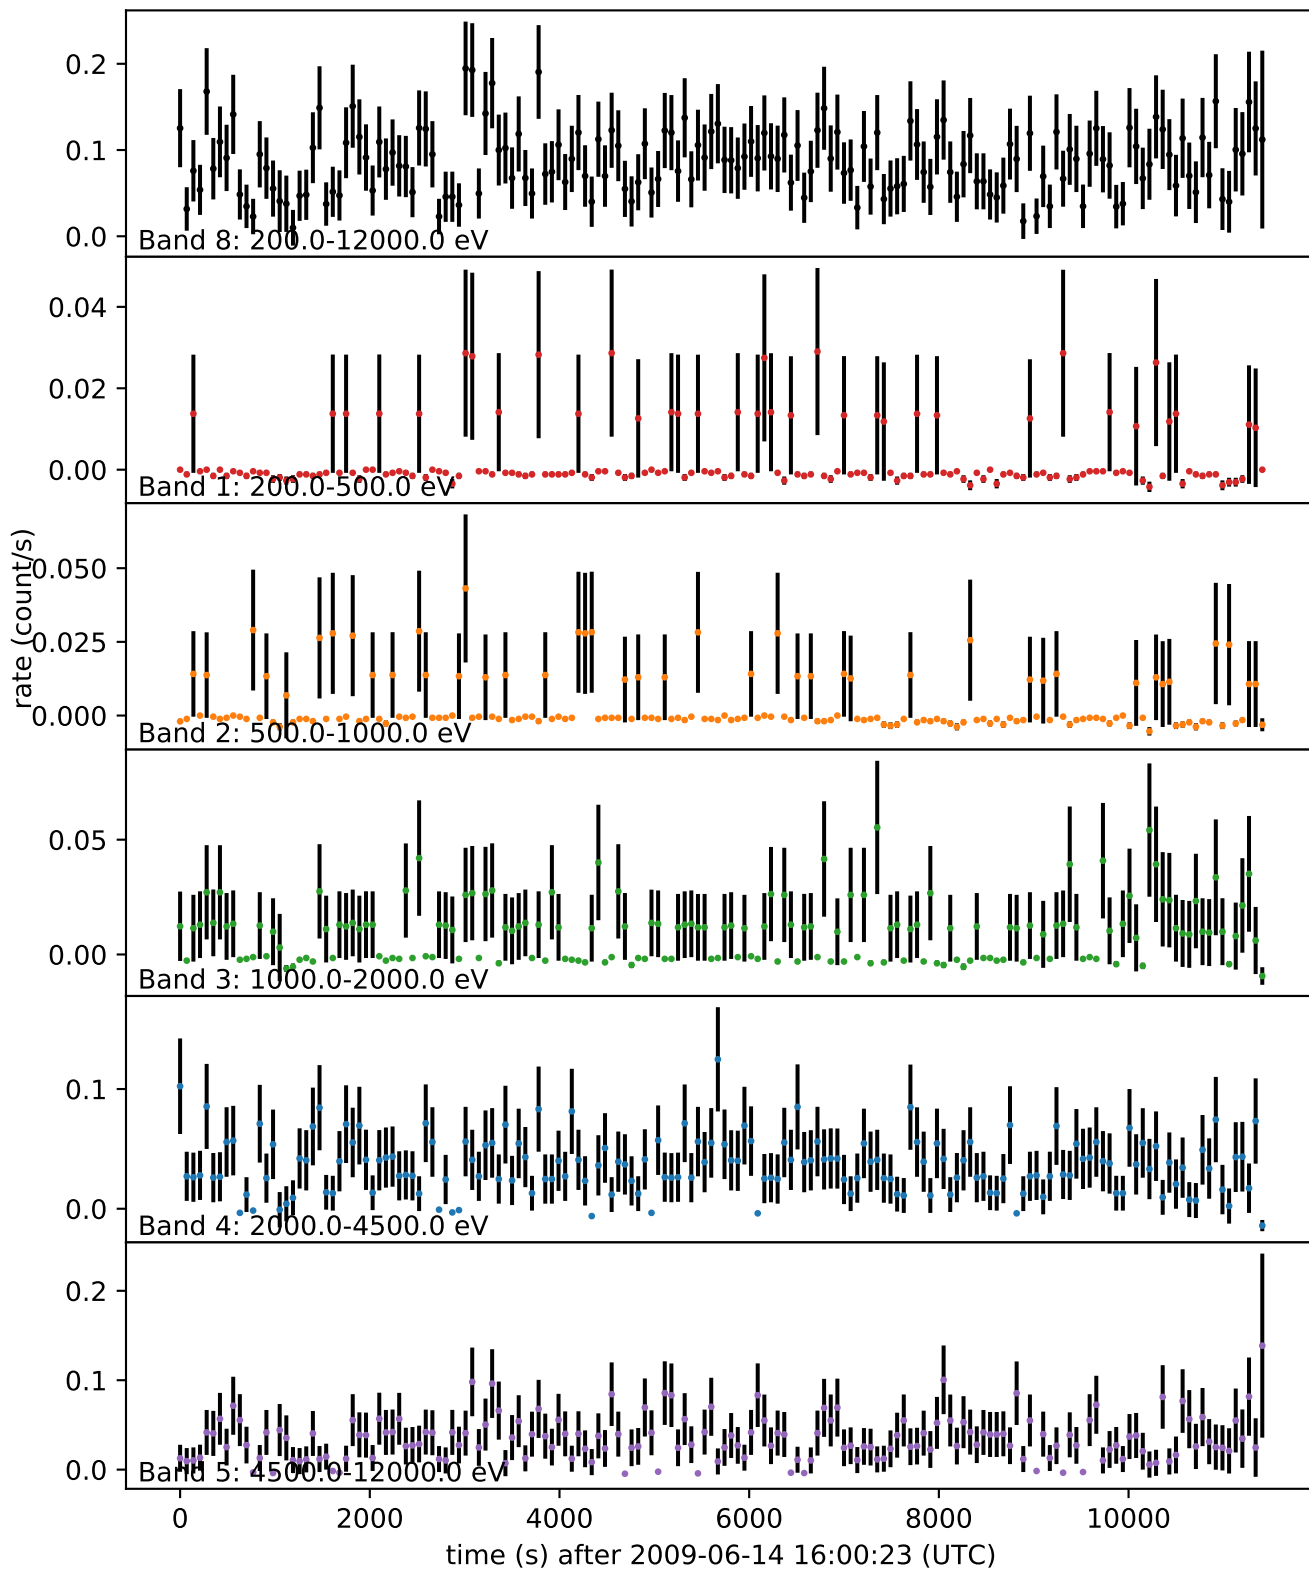 0.2
0.1
0.0
Band 8: 200.0-12000.0 eV
0.04
0.02
0.00
Band 1: 200.0-500.0 eV
rate (count/s)
0.050
0.025
0.000
Band 2: 500.0-1000.0 eV
0.05
0.00
Band 3: 1000.0-2000.0 eV
0.1
0.0
Band 4: 2000.0-4500.0 eV
0.2
0.1
0.0
Band 5: 4500.0-12000.0 eV
0 2000 4000 6000 8000 10000
time (s) after 2009-06-14 16:00:23 (UTC)